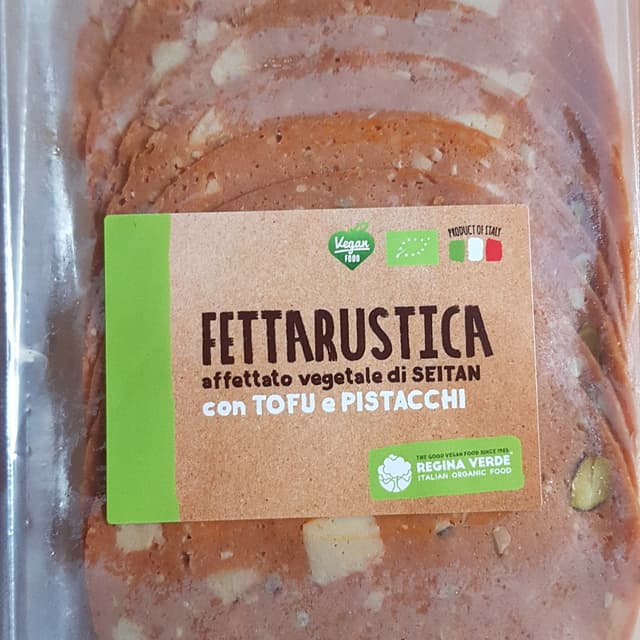 Vegan
FOOD
PRODUCT OF ITALY
FETTARUSTICA
affettato vegetale di SEITAN
con TOFU e PISTACCHI
THE GOOD VEGAN FOOD SINCE 1985
REGINA VERDE
ITALIAN ORGANIC FOOD